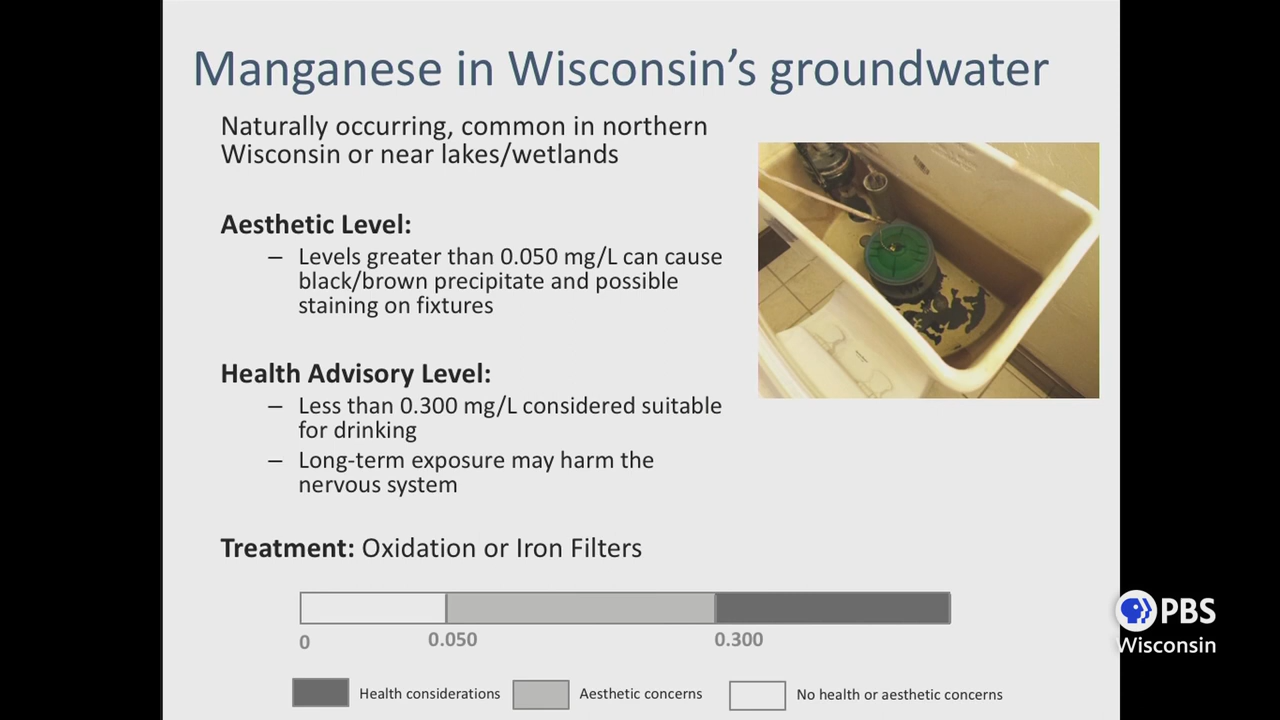 Manganese in Wisconsin’s groundwater
Naturally occurring, common in northern
Wisconsin or near lakes/wetlands
Aesthetic Level:
– Levels greater than 0.050 mg/L can cause
black/brown precipitate and possible
staining on fixtures
Health Advisory Level:
– Less than 0.300 mg/L considered suitable
for drinking
– Long-term exposure may harm the
nervous system
Treatment: Oxidation or Iron Filters
0 0.050 0.300
Health considerations Aesthetic concerns No health or aesthetic concerns
PBS
Wisconsin